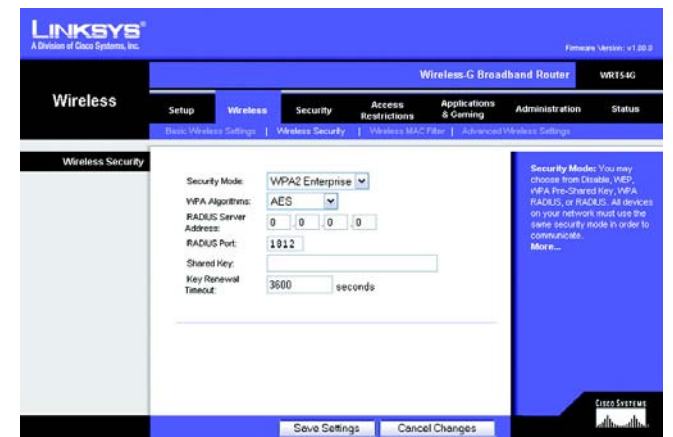 LINKSYS®
A Division of Cisco Systems, Inc.
Firmware Version: v1.00.0
Wireless-G Broadband Router WRT54G
Wireless
Setup Wireless Security Access Restrictions Applications & Gaming Administration Status
Basic Wireless Settings | Wireless Security | Wireless MAC Filter | Advanced Wireless Settings
Wireless Security
Security Mode: WPA2 Enterprise
WPA Algorithms: AES
RADIUS Server Address: 0 . 0 . 0 . 0
RADIUS Port: 1812
Shared Key:
Key Renewal Timeout: 3600 seconds
Security Mode: You may
choose from Disable, WEP,
WPA Pre-Shared Key, WPA
RADIUS, or RADIUS. All devices
on your network must use the
same security mode in order to
communicate.
More...
Save Settings Cancel Changes
CISCO SYSTEMS